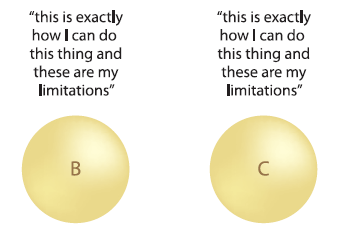 “this is exactly
how I can do
this thing and
these are my
limitations”
B
“this is exactly
how I can do
this thing and
these are my
limitations”
C